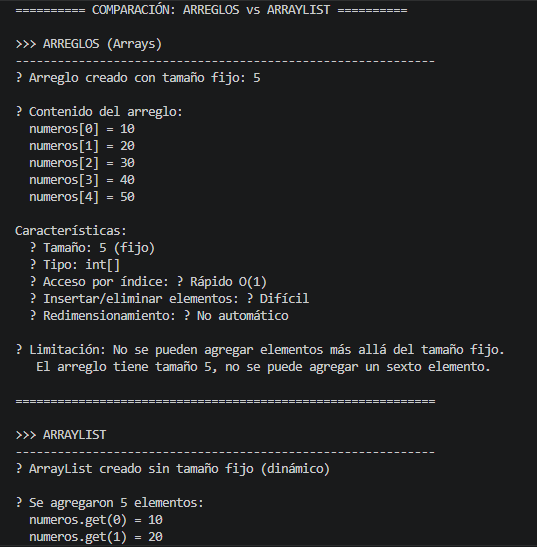 ========== COMPARACIÓN: ARREGLOS vs ARRAYLIST ==========
>>> ARREGLOS (Arrays)
------------------------------------------------------------
? Arreglo creado con tamaño fijo: 5
? Contenido del arreglo:
numeros[0] = 10
numeros[1] = 20
numeros[2] = 30
numeros[3] = 40
numeros[4] = 50
Características:
? Tamaño: 5 (fijo)
? Tipo: int[]
? Acceso por índice: ? Rápido O(1)
? Insertar/eliminar elementos: ? Difícil
? Redimensionamiento: ? No automático
? Limitación: No se pueden agregar elementos más allá del tamaño fijo.
El arreglo tiene tamaño 5, no se puede agregar un sexto elemento.
============================================================
>>> ARRAYLIST
------------------------------------------------------------
? ArrayList creado sin tamaño fijo (dinámico)
? Se agregaron 5 elementos:
numeros.get(0) = 10
numeros.get(1) = 20